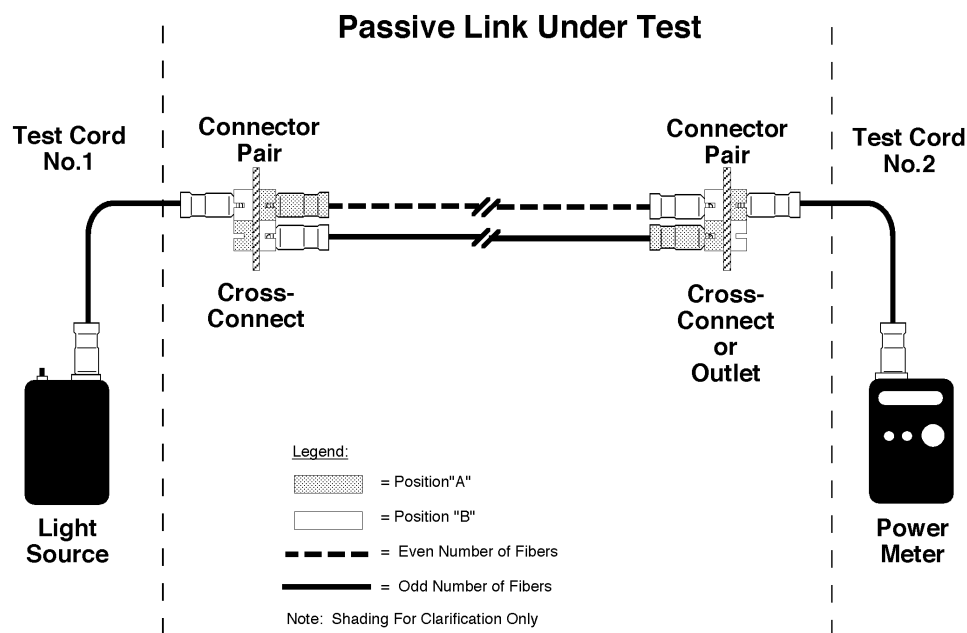 Passive Link Under Test
Test Cord
No.1
Connector
Pair
Connector
Pair
Test Cord
No.2
Cross-
Connect
Cross-
Connect
or
Outlet
Light
Source
Power
Meter
Legend:
= Position"A"
= Position "B"
= Even Number of Fibers
= Odd Number of Fibers
Note: Shading For Clarification Only